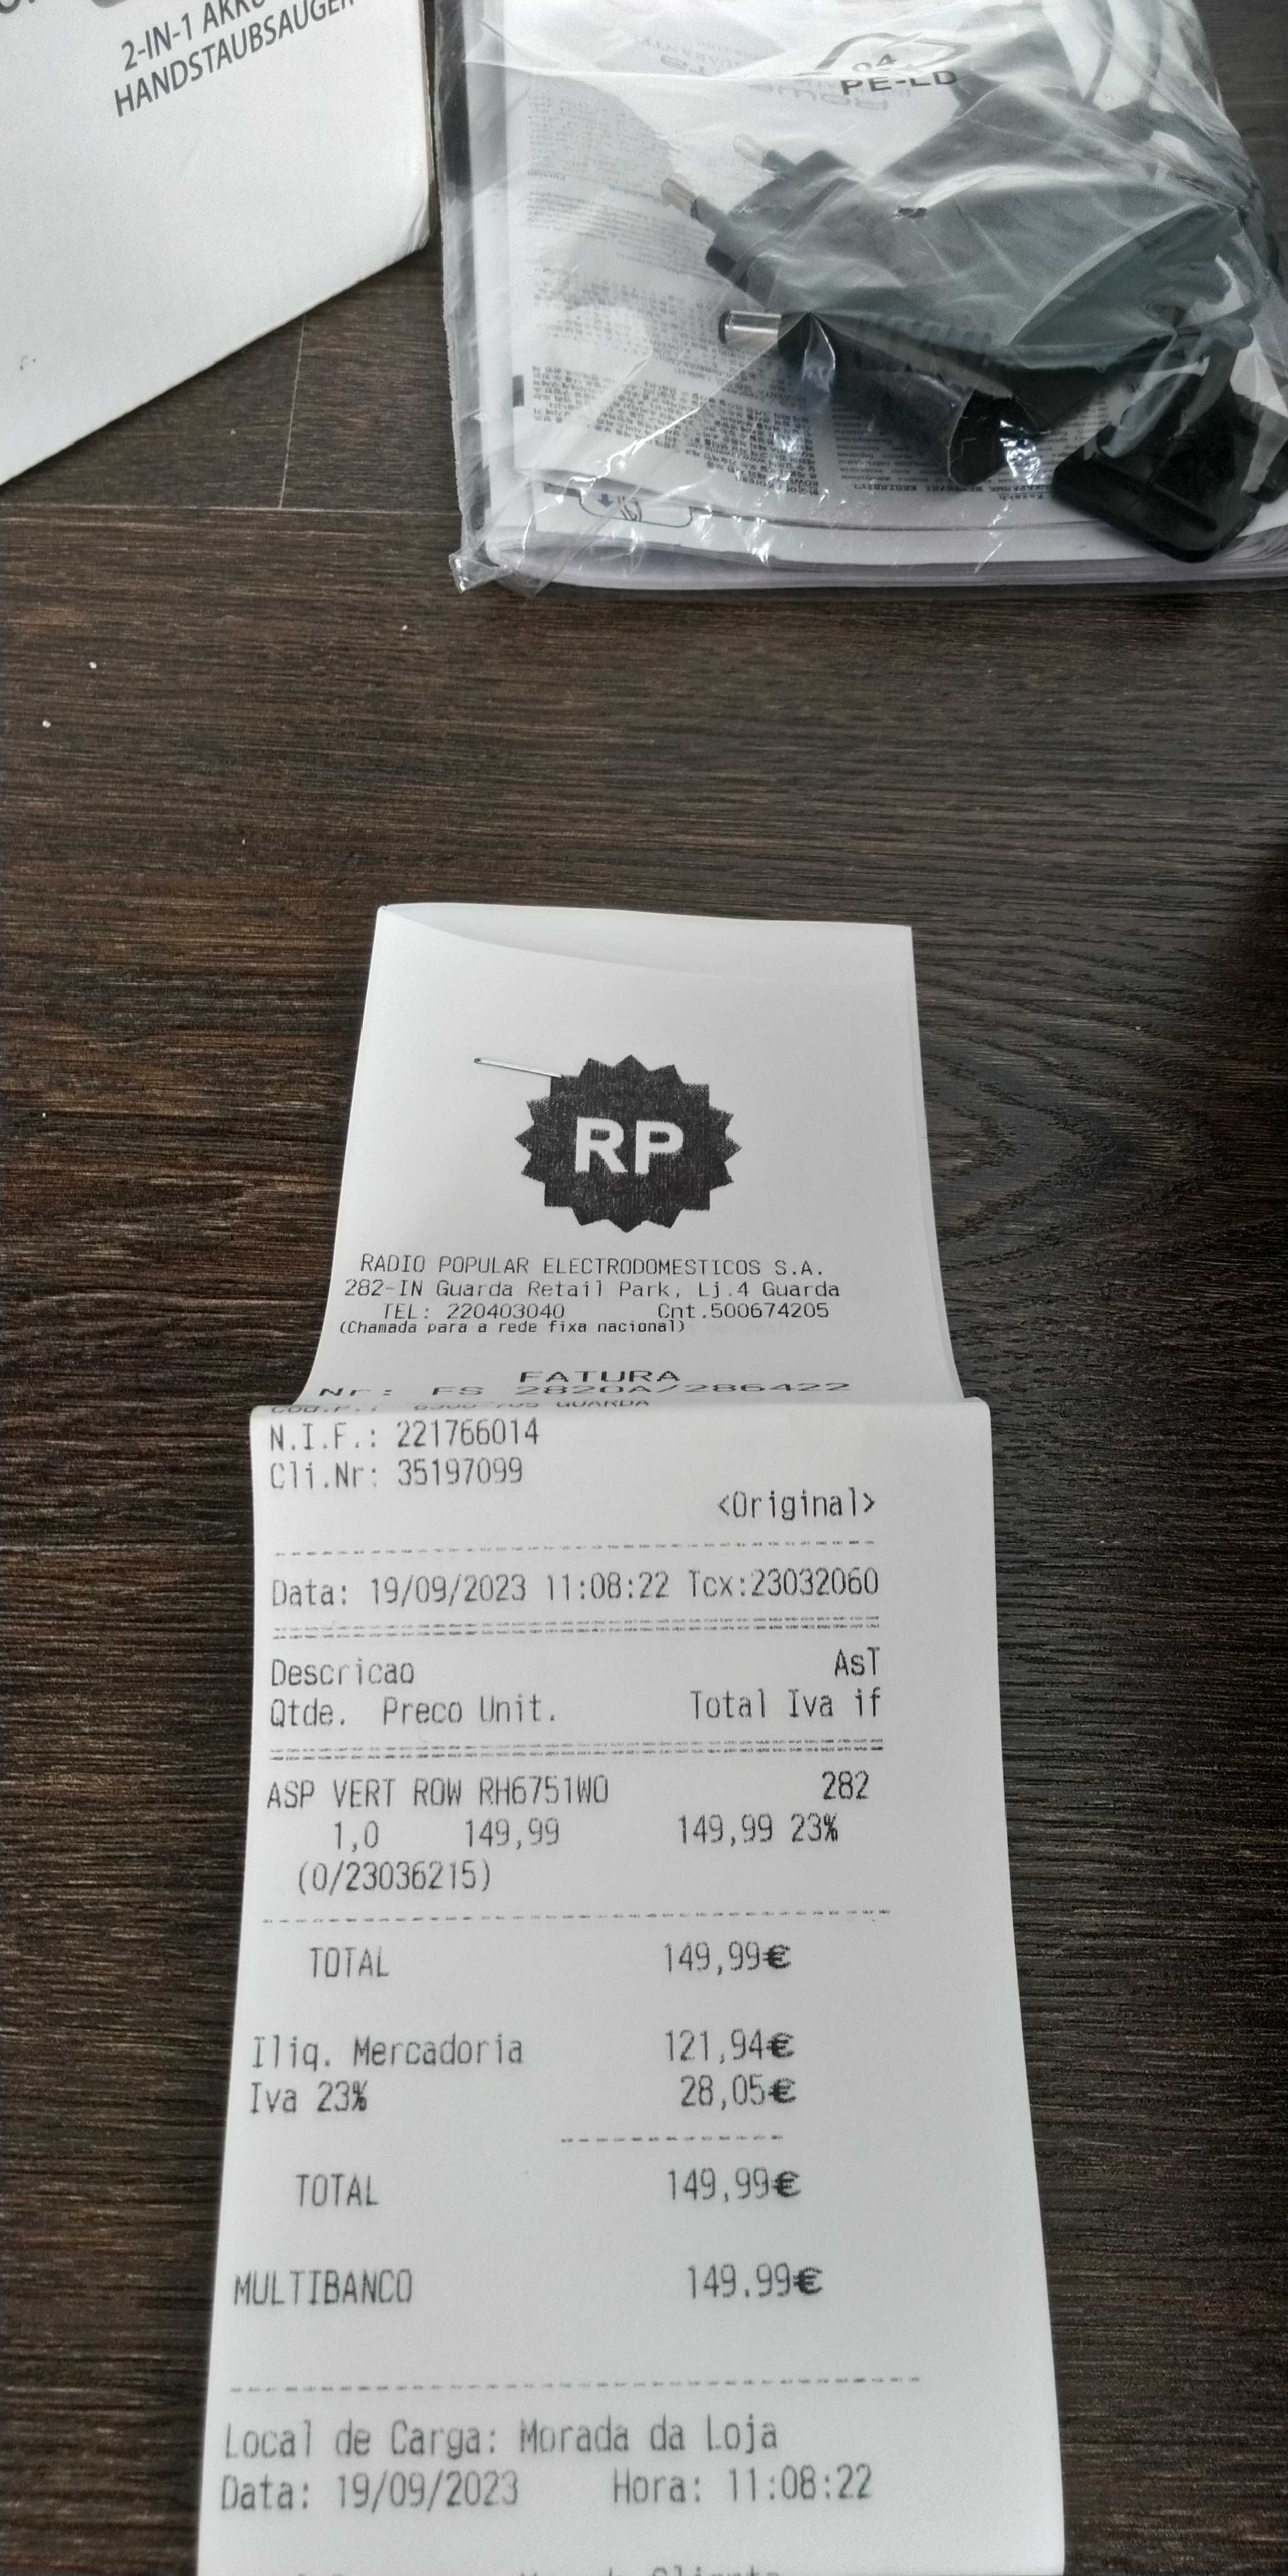 2-IN-1
HANDSTAUBSAUGER
04
PE-LD
RP
RADIO POPULAR ELECTRODOMESTICOS S.A.
282-IN Guarda Retail Park, Lj.4 Guarda
TEL: 220403040 Cnt.500674205
(Chamada para a rede fixa nacional)
FATURA
Nr: FS 2820A/286422
GUARDA
N.I.F.: 221766014
Cli.Nr: 35197099
<Original>
Data: 19/09/2023 11:08:22 Tcx:23032060
Descricao AsT
Qtde. Preco Unit. Total Iva if
ASP VERT ROW RH6751WO 282
1,0 149,99 149,99 23%
(0/23036215)
TOTAL 149,99€
Iliq. Mercadoria 121,94€
Iva 23% 28,05€
TOTAL 149,99€
MULTIBANCO 149.99€
Local de Carga: Morada da Loja
Data: 19/09/2023 Hora: 11:08:22